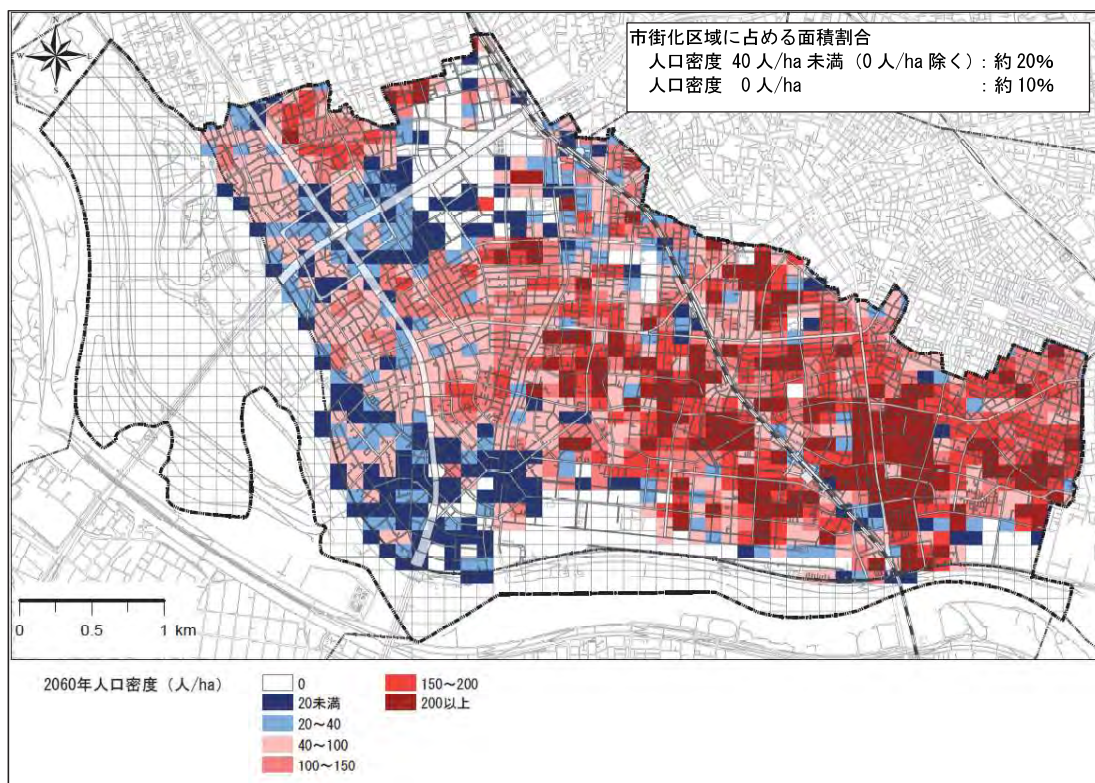 市街化区域に占める面積割合
人口密度 40人/ha未満（0人/ha除く）：約20%
人口密度 0人/ha ：約10%
N
W
E
S
0 0.5 1 km
2060年人口密度（人/ha）
0
20未満
20～40
40～100
100～150
150～200
200以上